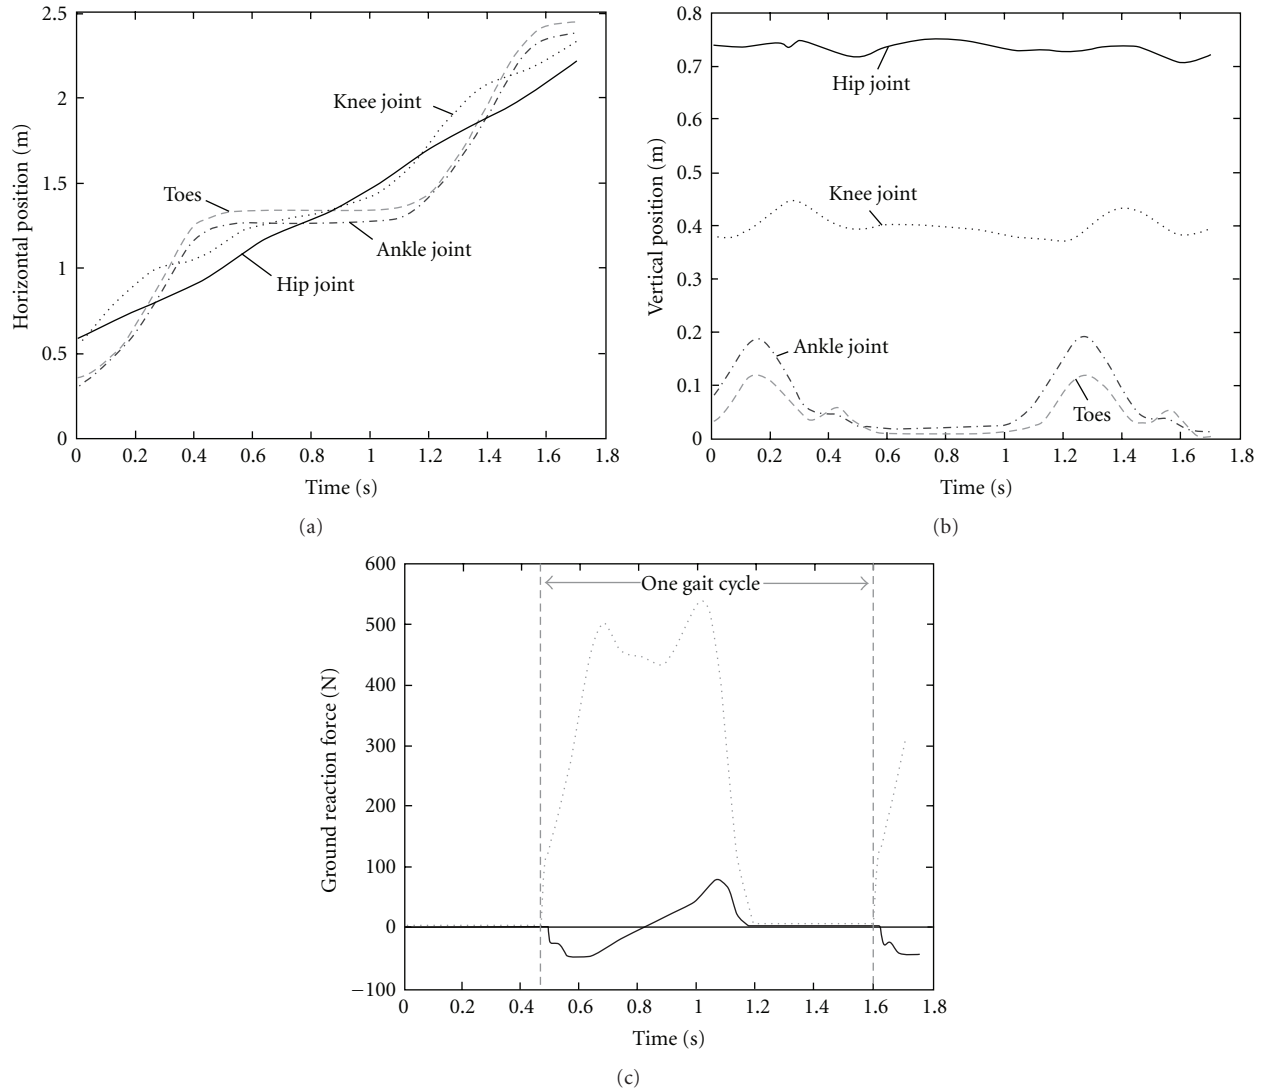 2.5
2
1.5
1
0.5
0
Horizontal position (m)
Knee joint
Toes
Ankle joint
Hip joint
0 0.2 0.4 0.6 0.8 1 1.2 1.4 1.6 1.8
Time (s)
(a)
0.8
0.7
0.6
0.5
0.4
0.3
0.2
0.1
0
Vertical position (m)
Hip joint
Knee joint
Ankle joint
Toes
0 0.2 0.4 0.6 0.8 1 1.2 1.4 1.6 1.8
Time (s)
(b)
600
500
400
300
200
100
0
−100
Ground reaction force (N)
One gait cycle
0 0.2 0.4 0.6 0.8 1 1.2 1.4 1.6 1.8
Time (s)
(c)